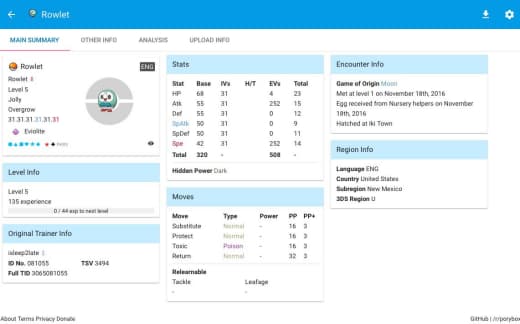 Rowlet
MAIN SUMMARY OTHER INFO ANALYSIS UPLOAD INFO
Rowlet ENG
Rowlet
Level 5
Jolly
Overgrow
31.31.31.31.31.31
Eviolite
Level Info
Level 5
135 experience
0 / 44 exp to next level
Original Trainer Info
isleep2late
ID No. 081055 TSV 3494
Full TID 3065081055
Stats
Stat Base IVs H/T EVs Total
HP 68 31 4 23
Atk 55 31 252 15
Def 55 31 0 12
SpAtk 50 31 0 9
SpDef 50 31 0 11
Spe 42 31 252 14
Total 320 - 508 -
Hidden Power Dark
Moves
Move Type Power PP PP+
Substitute Normal - 16 3
Protect Normal - 16 3
Toxic Poison - 16 3
Return Normal - 32 3
Relearnable
Tackle Leafage
- -
Encounter Info
Game of Origin Moon
Met at level 1 on November 18th, 2016
Egg received from Nursery helpers on November
18th, 2016
Hatched at Iki Town
Region Info
Language ENG
Country United States
Subregion New Mexico
3DS Region U
About Terms Privacy Donate
GitHub | /r/porybox